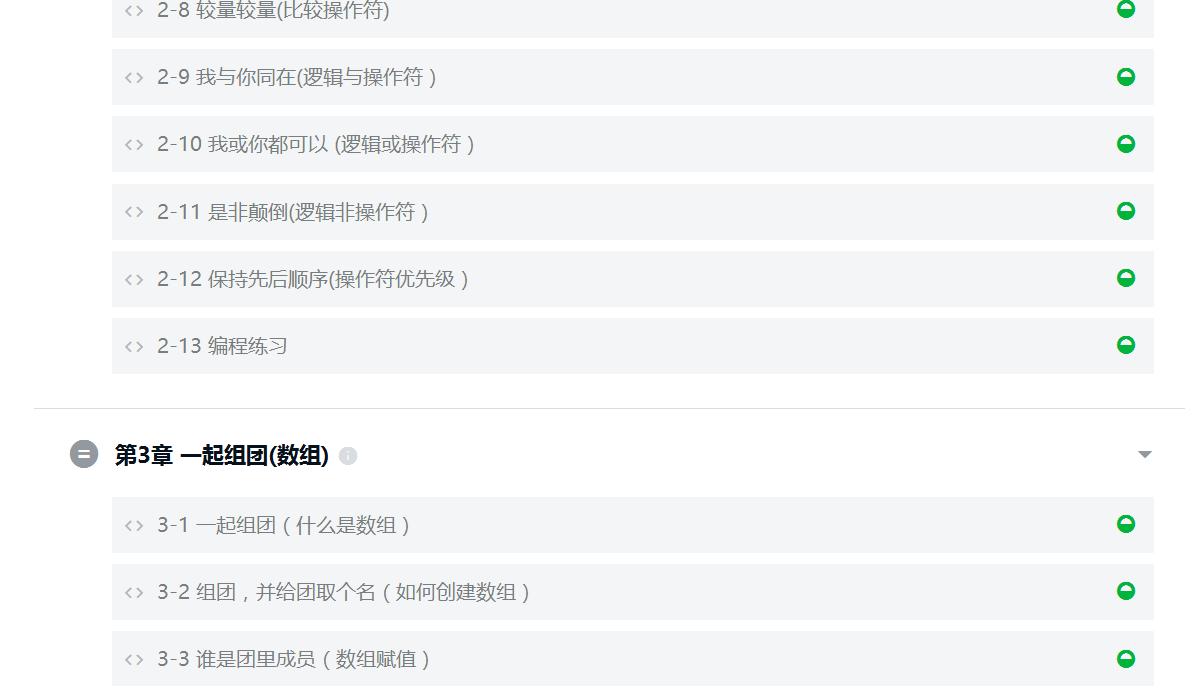 2-8 较量较量(比较操作符)
2-9 我与你同在(逻辑与操作符）
2-10 我或你都可以 (逻辑或操作符）
2-11 是非颠倒(逻辑非操作符）
2-12 保持先后顺序(操作符优先级）
2-13 编程练习
第3章 一起组团(数组)
3-1 一起组团（什么是数组）
3-2 组团，并给团取个名（如何创建数组）
3-3 谁是团里成员（数组赋值）